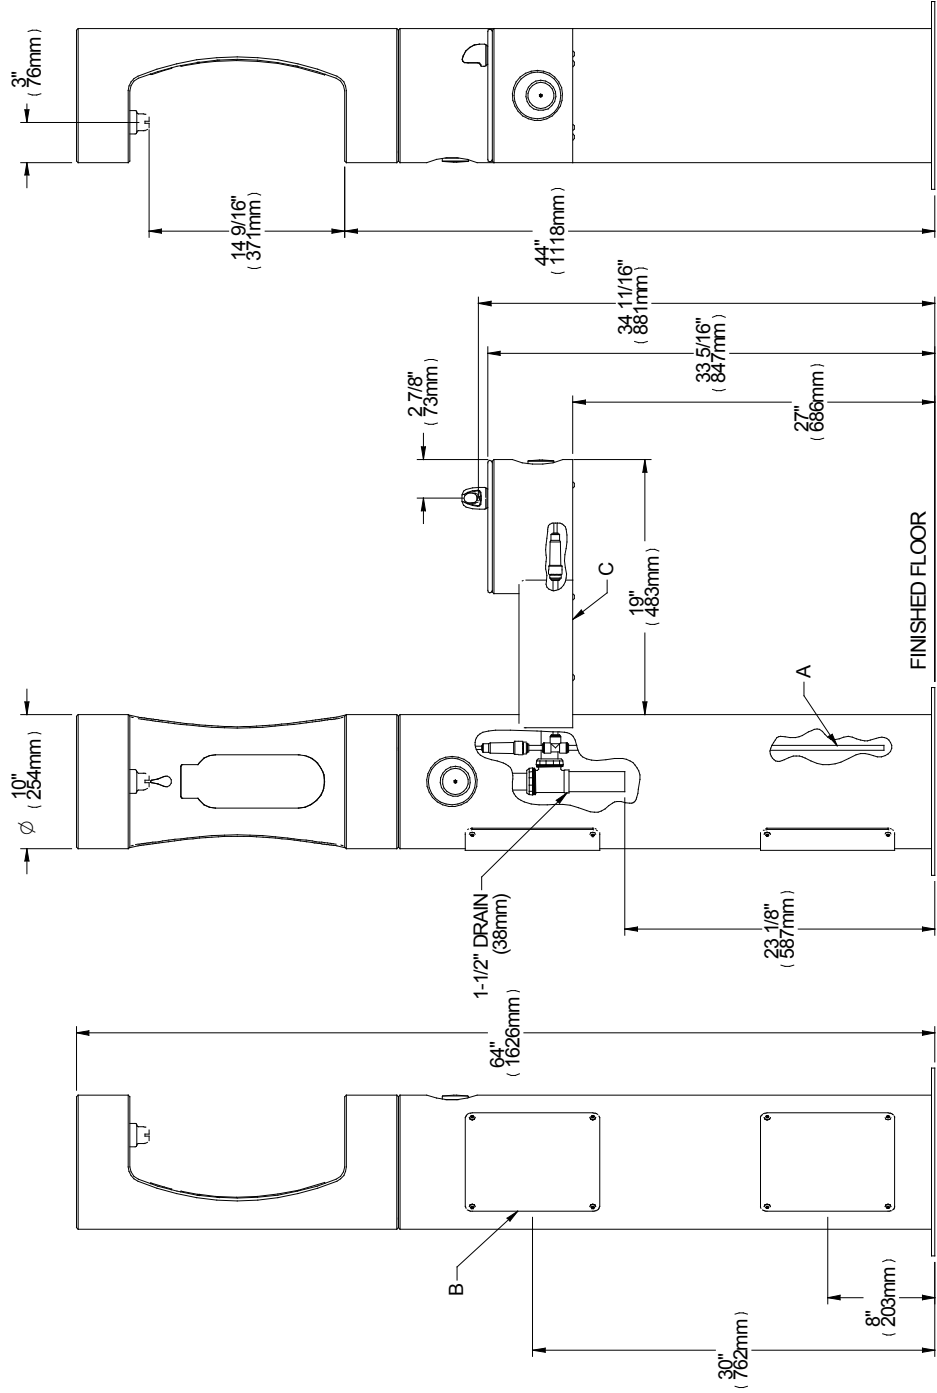 3"
( 76mm )
14 9/16"
( 371mm )
44"
( 1118mm )
34 11/16"
( 881mm )
33 5/16"
( 847mm )
2 7/8"
( 73mm )
27"
( 686mm )
C
19"
( 483mm )
FINISHED FLOOR
Ø 10"
( 254mm )
A
1-1/2" DRAIN
(38mm)
23 1/8"
( 587mm )
64"
( 1626mm )
B
8"
( 203mm )
30"
( 762mm )